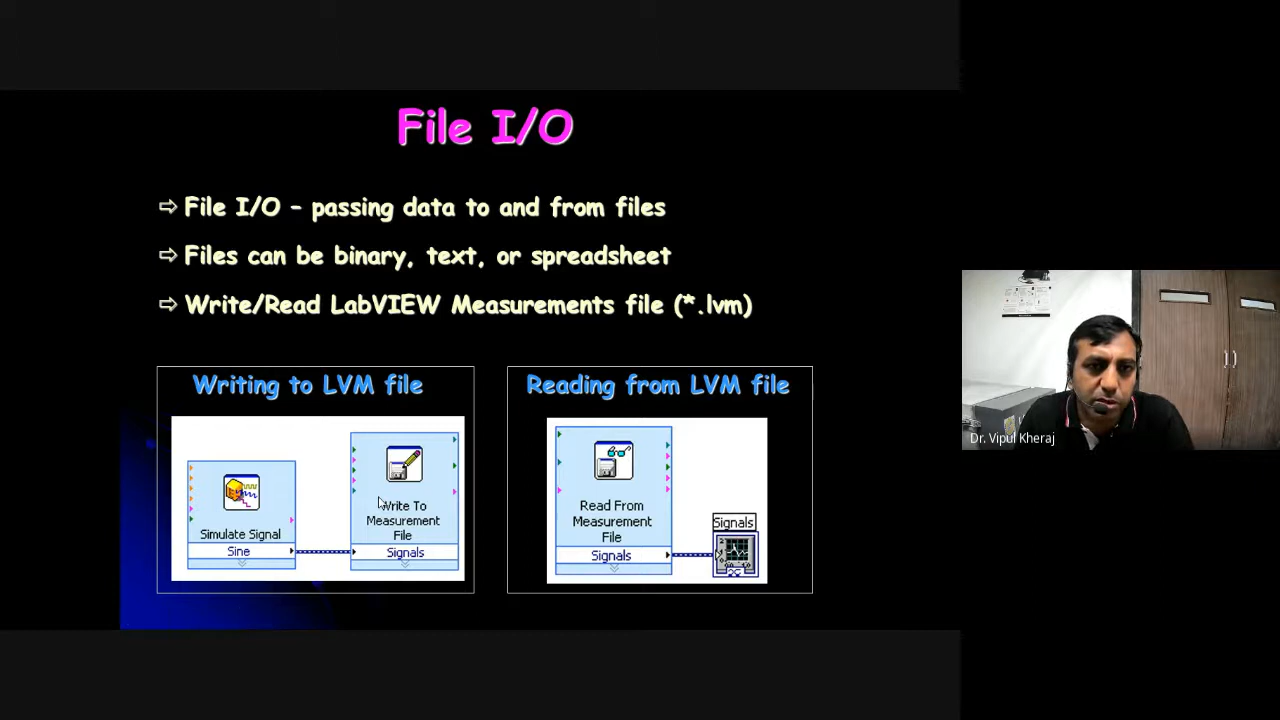 File I/O
⇨ File I/O – passing data to and from files
⇨ Files can be binary, text, or spreadsheet
⇨ Write/Read LabVIEW Measurements file (*.lvm)
Writing to LVM file
Simulate Signal
Sine
Write To
Measurement
File
Signals
Reading from LVM file
Read From
Measurement
File
Signals
Signals
Dr. Vipul Kheraj